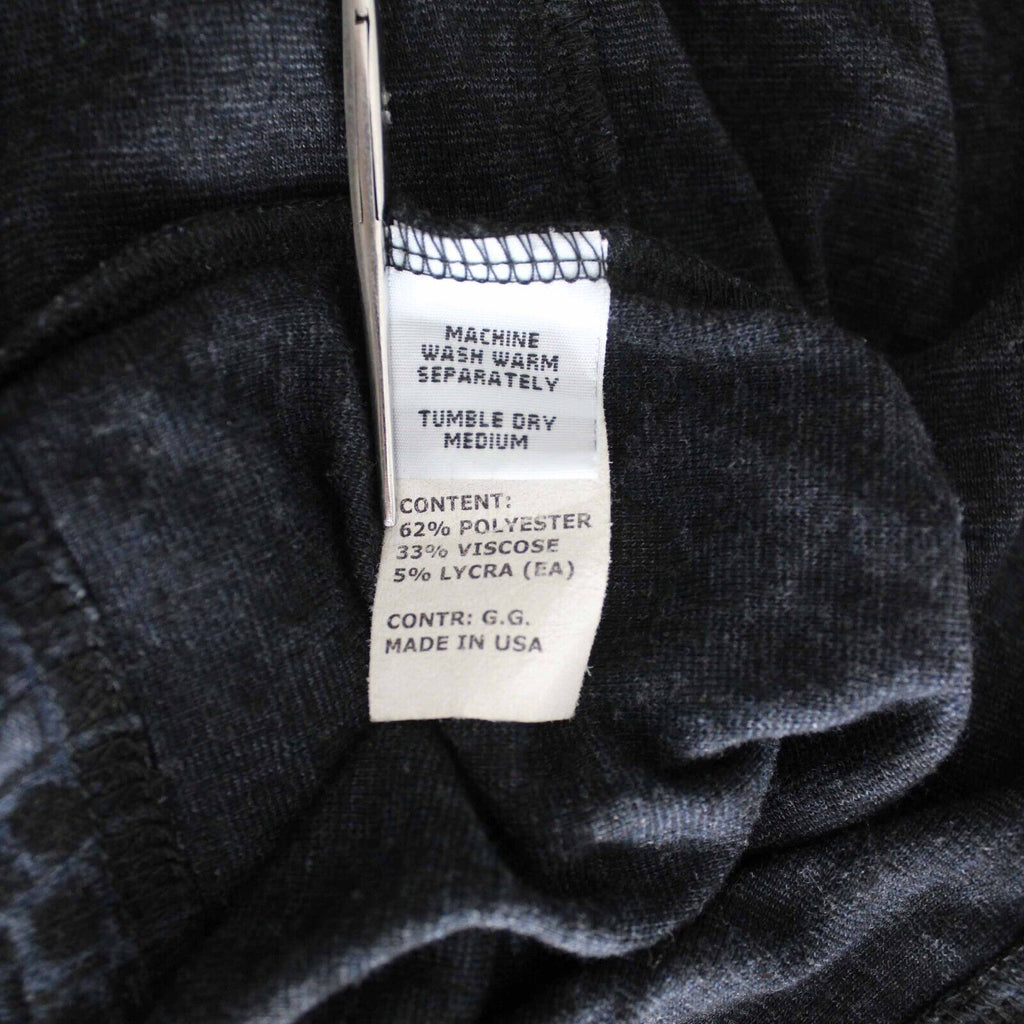 MACHINE
WASH WARM
SEPARATELY
TUMBLE DRY
MEDIUM
CONTENT:
62% POLYESTER
33% VISCOSE
5% LYCRA (EA)
CONTR: G.G.
MADE IN USA